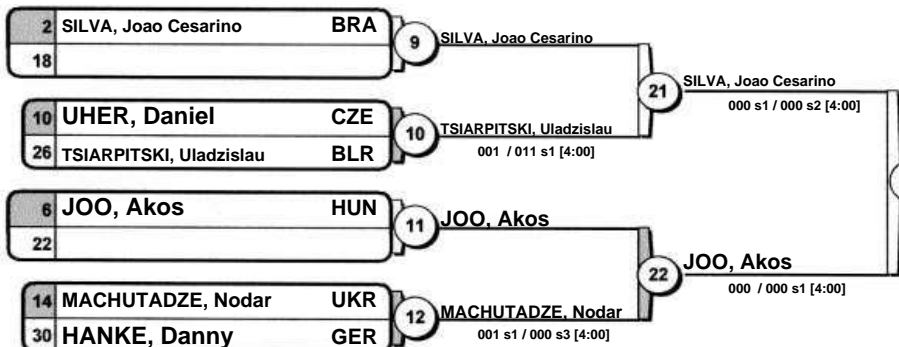 2 SILVA, Joao Cesarino BRA
18
9
SILVA, Joao Cesarino
10 UHER, Daniel CZE
26 TSIARPITSKI, Uladzislau BLR
10
TSIARPITSKI, Uladzislau
001 / 011 s1 [4:00]
21
SILVA, Joao Cesarino
000 s1 / 000 s2 [4:00]
6 JOO, Akos HUN
22
11
JOO, Akos
14 MACHUTADZE, Nodar UKR
30 HANKE, Danny GER
12
MACHUTADZE, Nodar
001 s1 / 000 s3 [4:00]
22
JOO, Akos
000 / 000 s1 [4:00]